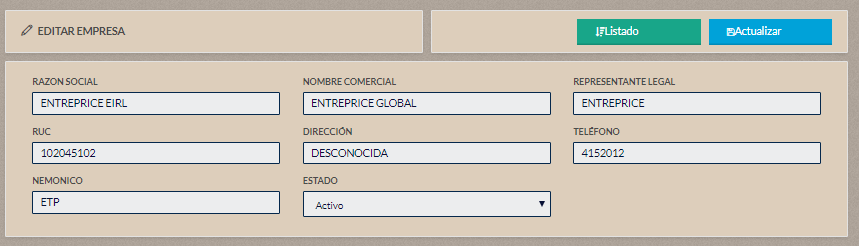 EDITAR EMPRESA
Listado
Actualizar
RAZON SOCIAL
NOMBRE COMERCIAL
REPRESENTANTE LEGAL
ENTREPRICE EIRL
ENTREPRICE GLOBAL
ENTREPRICE
RUC
DIRECCIÓN
TELÉFONO
102045102
DESCONOCIDA
4152012
NEMONICO
ESTADO
ETP
Activo